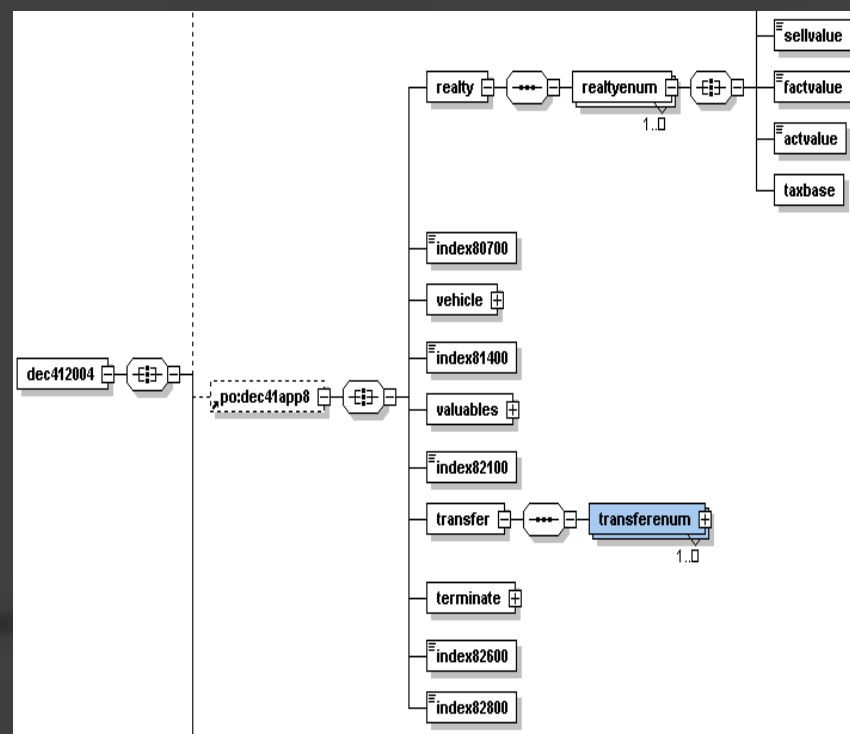 sellvalue
factvalue
actvalue
taxbase
realty
realtyenum
1..▯
index80700
vehicle
index81400
dec412004
po:dec41app8
valuables
index82100
transfer
transferenum
1..▯
terminate
index82600
index82800